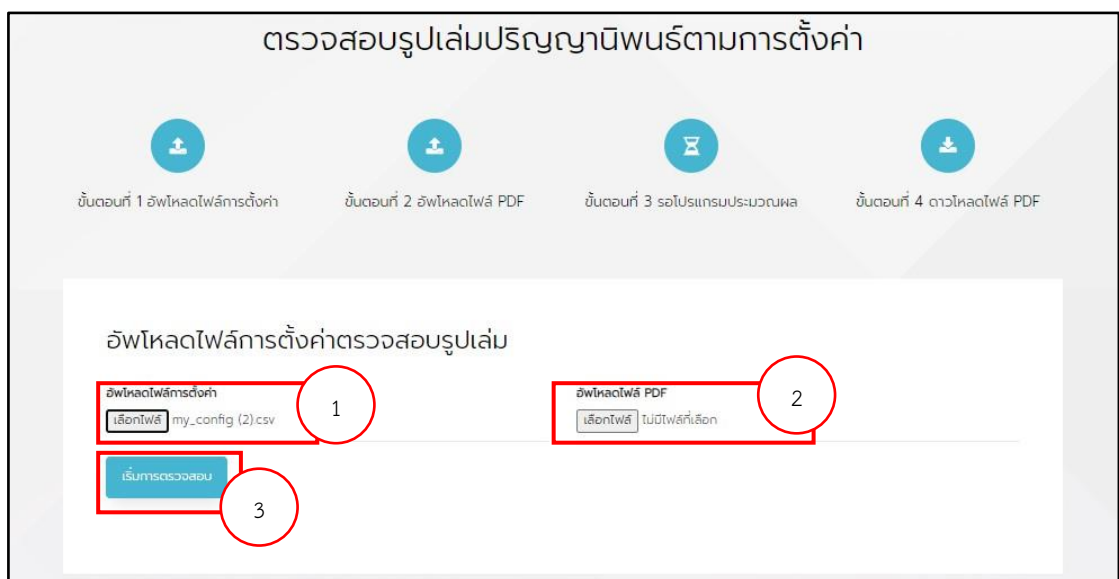 ตรวจสอบรูปเล่มปริญญานิพนธ์ตามการตั้งค่า
ขั้นตอนที่ 1 อัพโหลดไฟล์การตั้งค่า
ขั้นตอนที่ 2 อัพโหลดไฟล์ PDF
ขั้นตอนที่ 3 รอโปรแกรมประมวณผล
ขั้นตอนที่ 4 ดาวโหลดไฟล์ PDF
อัพโหลดไฟล์การตั้งค่าตรวจสอบรูปเล่ม
อัพโหลดไฟล์การตั้งค่า
เลือกไฟล์ my_config (2).csv
1
อัพโหลดไฟล์ PDF
เลือกไฟล์ ไม่มีไฟล์ที่เลือก
2
เริ่มการตรวจสอบ
3